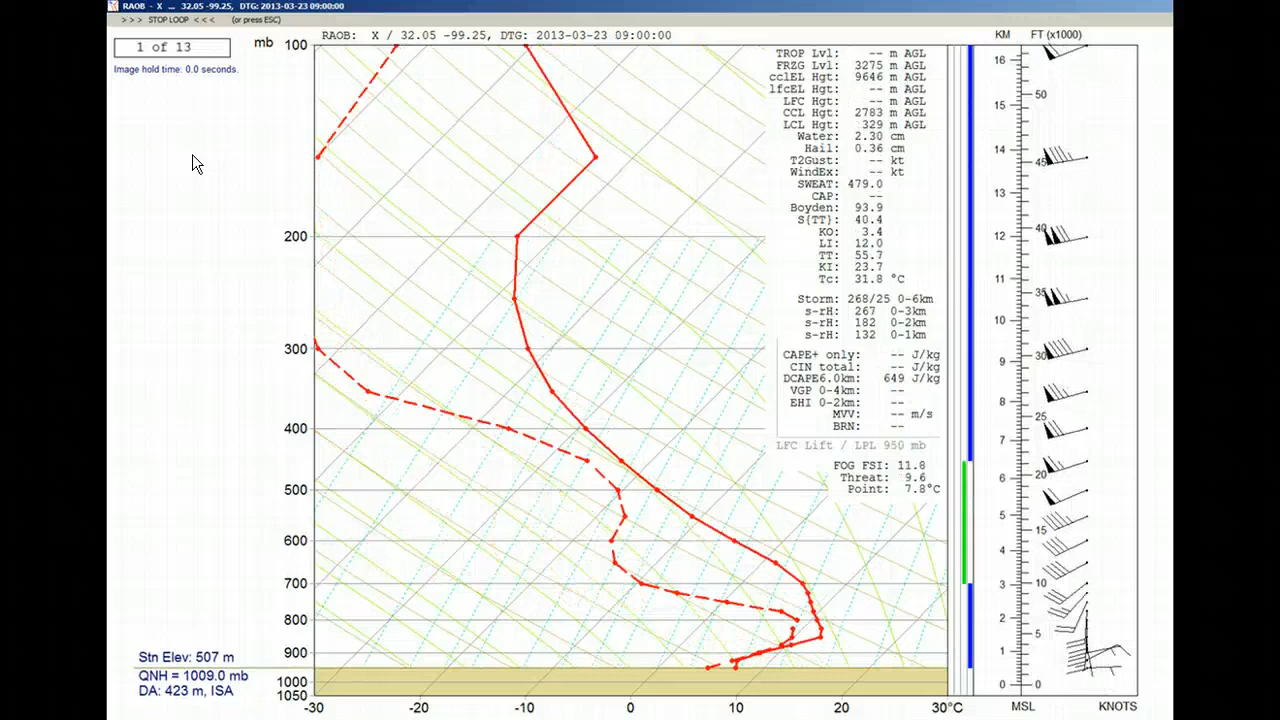 RAOB - X ... 32.05 -99.25, DTG: 2013-03-23 09:00:00
> > > STOP LOOP < < < (or press ESC)
1 of 13
Image hold time: 0.0 seconds.
mb
RAOB: X / 32.05 -99.25, DTG: 2013-03-23 09:00:00
KM FT (x1000)
100
200
300
400
500
600
700
800
900
1000
1050
TROP Lvl: -- m AGL
FRZG Lvl: 3275 m AGL
cclEL Hgt: 9646 m AGL
lfcEL Hgt: -- m AGL
LFC Hgt: -- m AGL
CCL Hgt: 2783 m AGL
LCL Hgt: 329 m AGL
Water: 2.30 cm
Hail: 0.36 cm
T2Gust: -- kt
WindEx: -- kt
SWEAT: 479.0
CAP: --
Boyden: 93.9
S{TT}: 40.4
KO: 3.4
LI: 12.0
TT: 55.7
KI: 23.7
Tc: 31.8 °C
Storm: 268/25 0-6km
s-rH: 267 0-3km
s-rH: 182 0-2km
s-rH: 132 0-1km
CAPE+ only: -- J/kg
CIN total: -- J/kg
DCAPE6.0km: 649 J/kg
VGP 0-4km: --
EHI 0-2km: --
MVV: -- m/s
BRN: --
LFC Lift / LPL 950 mb
FOG FSI: 11.8
Threat: 9.6
Point: 7.8°C
16
15
14
13
12
11
10
9
8
7
6
5
4
3
2
1
0
50
45
40
35
30
25
20
15
10
5
0
Stn Elev: 507 m
QNH = 1009.0 mb
DA: 423 m, ISA
-30 -20 -10 0 10 20 30°C
MSL KNOTS